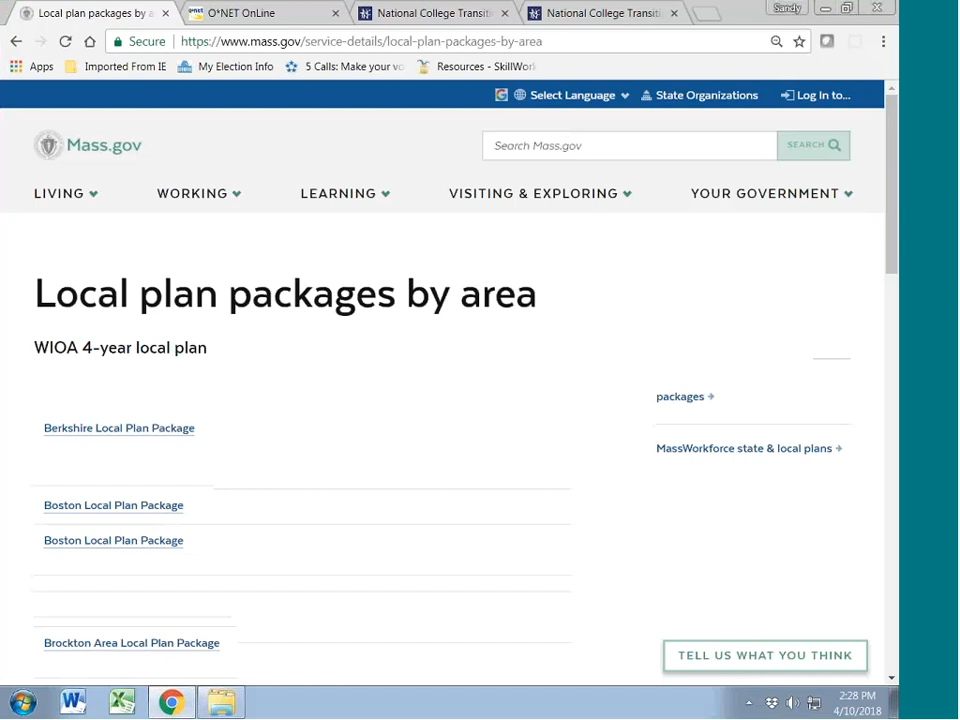 Local plan packages by a
O*NET OnLine
National College Transiti
National College Transiti
Sandy
Secure
https://www.mass.gov/service-details/local-plan-packages-by-area
Apps
Imported From IE
My Election Info
5 Calls: Make your vo
Resources - SkillWork
Select Language
State Organizations
Log In to...
Mass.gov
Search Mass.gov
SEARCH
LIVING
WORKING
LEARNING
VISITING & EXPLORING
YOUR GOVERNMENT
Local plan packages by area
WIOA 4-year local plan
packages
Berkshire Local Plan Package
MassWorkforce state & local plans
Boston Local Plan Package
Boston Local Plan Package
Brockton Area Local Plan Package
TELL US WHAT YOU THINK
2:28 PM
4/10/2018